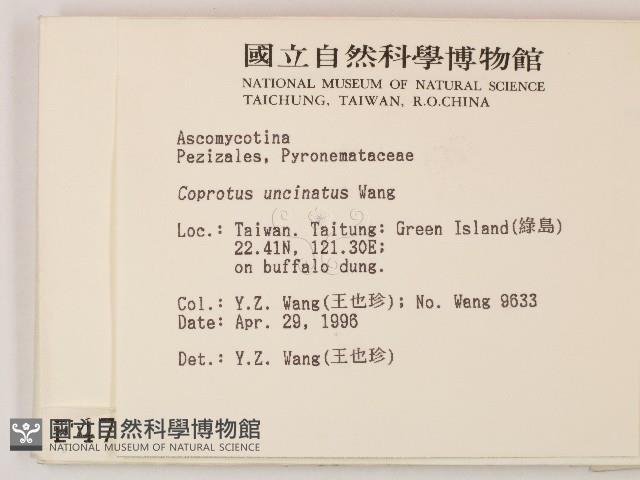 國立自然科學博物館
NATIONAL MUSEUM OF NATURAL SCIENCE
TAICHUNG, TAIWAN, R.O.CHINA
Ascomycotina
Pezizales, Pyronemataceae
Coprotus uncinatus Wang
Loc.: Taiwan. Taitung: Green Island(綠島)
22.41N, 121.30E;
on buffalo dung.
Col.: Y.Z. Wang(王也珍); No. Wang 9633
Date: Apr. 29, 1996
Det.: Y.Z. Wang(王也珍)
國立自然科學博物館
NATIONAL MUSEUM OF NATURAL SCIENCE